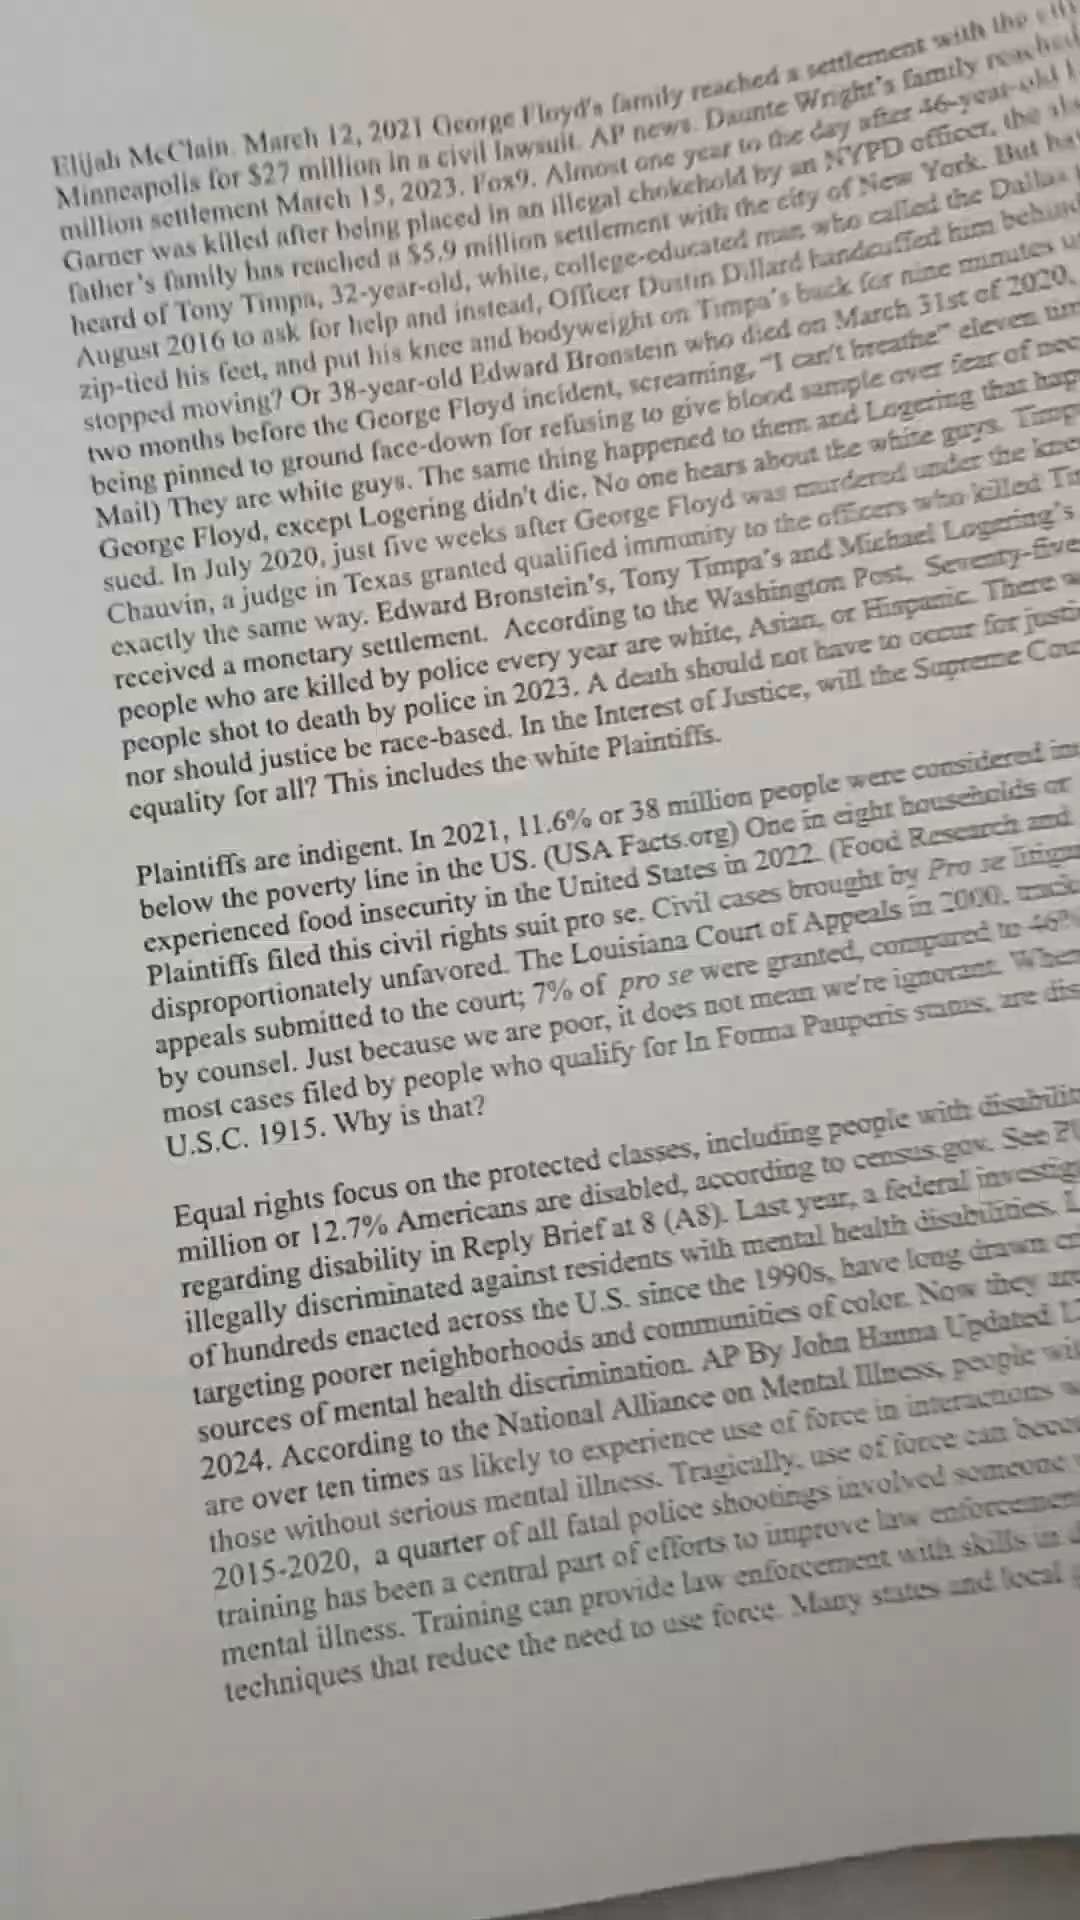 Elijah McClain. March 12, 2021 George Floyd's family reached a settlement with the
Minneapolis for $27 million in a civil lawsuit. AP news. Daunte Wright's family reached
million settlement March 15, 2023. Fox9. Almost one year to the day after 46-year-old
Garner was killed after being placed in an illegal chokehold by an NYPD officer, the
father's family has reached a $5.9 million settlement with the city of New York. But
heard of Tony Timpa, 32-year-old, white, college-educated man who called the Dallas
August 2016 to ask for help and instead, Officer Dustin Dillard handcuffed him behind
zip-tied his feet, and put his knee and bodyweight on Timpa's back for nine minutes
stopped moving? Or 38-year-old Edward Bronstein who died on March 31st of 2020,
two months before the George Floyd incident, screaming, "I can't breathe" eleven
being pinned to ground face-down for refusing to give blood sample over fear of
Mail) They are white guys. The same thing happened to them and Logering that
George Floyd, except Logering didn't die. No one hears about the white guys.
sued. In July 2020, just five weeks after George Floyd was murdered under the
Chauvin, a judge in Texas granted qualified immunity to the officers who killed
exactly the same way. Edward Bronstein's, Tony Timpa's and Michael Logering's
received a monetary settlement. According to the Washington Post, Seventy-five
people who are killed by police every year are white, Asian, or Hispanic. There
people shot to death by police in 2023. A death should not have to occur for
nor should justice be race-based. In the Interest of Justice, will the Supreme
equality for all? This includes the white Plaintiffs.
Plaintiffs are indigent. In 2021, 11.6% or 38 million people were considered
below the poverty line in the US. (USA Facts.org) One in eight households or
experienced food insecurity in the United States in 2022. (Food Research and
Plaintiffs filed this civil rights suit pro se. Civil cases brought by Pro se
disproportionately unfavored. The Louisiana Court of Appeals in 2000,
appeals submitted to the court; 7% of pro se were granted, compared to 46%
by counsel. Just because we are poor, it does not mean we're ignorant. When
most cases filed by people who qualify for In Forma Pauperis status, are
U.S.C. 1915. Why is that?
Equal rights focus on the protected classes, including people with
million or 12.7% Americans are disabled, according to census.gov. See
regarding disability in Reply Brief at 8 (A8). Last year, a federal
illegally discriminated against residents with mental health disabilities.
of hundreds enacted across the U.S. since the 1990s, have long drawn
targeting poorer neighborhoods and communities of color. Now they are
sources of mental health discrimination. AP By John Hanna Updated
2024. According to the National Alliance on Mental Illness, people
are over ten times as likely to experience use of force in interactions
those without serious mental illness. Tragically, use of force can
2015-2020, a quarter of all fatal police shootings involved someone
training has been a central part of efforts to improve law enforcement
mental illness. Training can provide law enforcement with skills in
techniques that reduce the need to use force. Many states and local